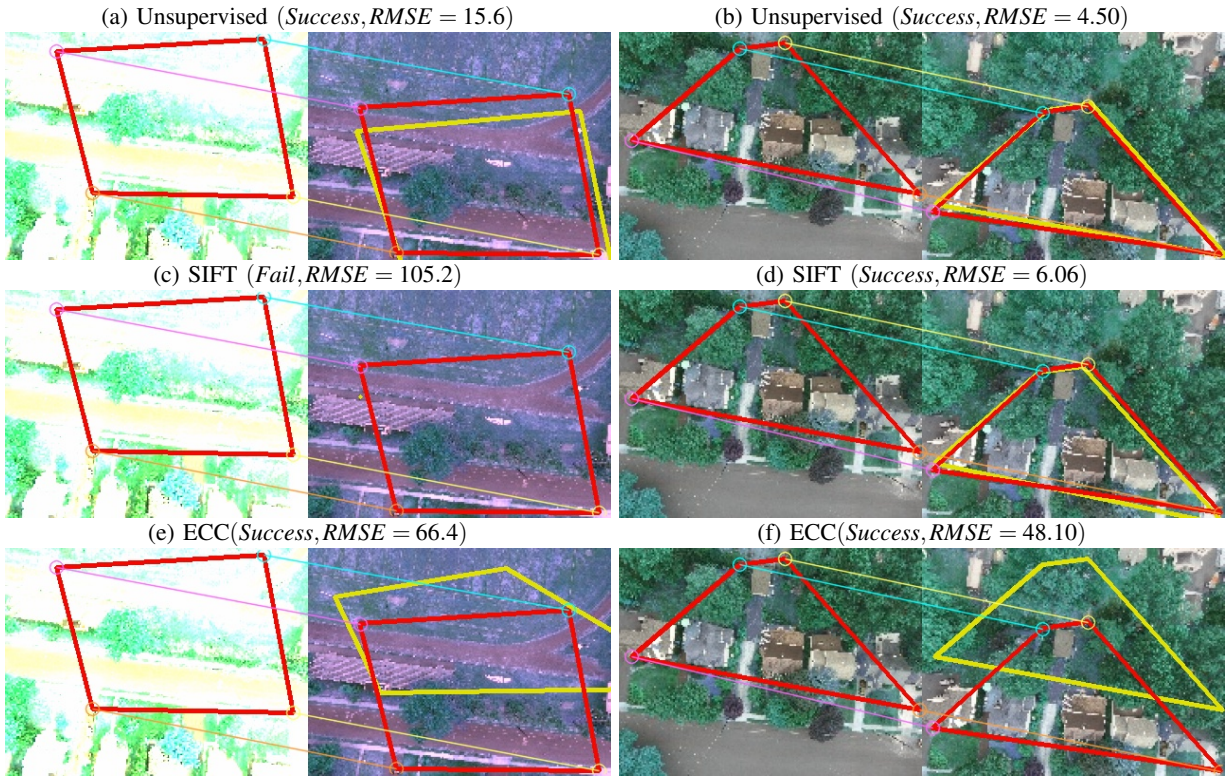 (a) Unsupervised (Success, RMSE = 15.6)
(b) Unsupervised (Success, RMSE = 4.50)
(c) SIFT (Fail, RMSE = 105.2)
(d) SIFT (Success, RMSE = 6.06)
(e) ECC(Success, RMSE = 66.4)
(f) ECC(Success, RMSE = 48.10)